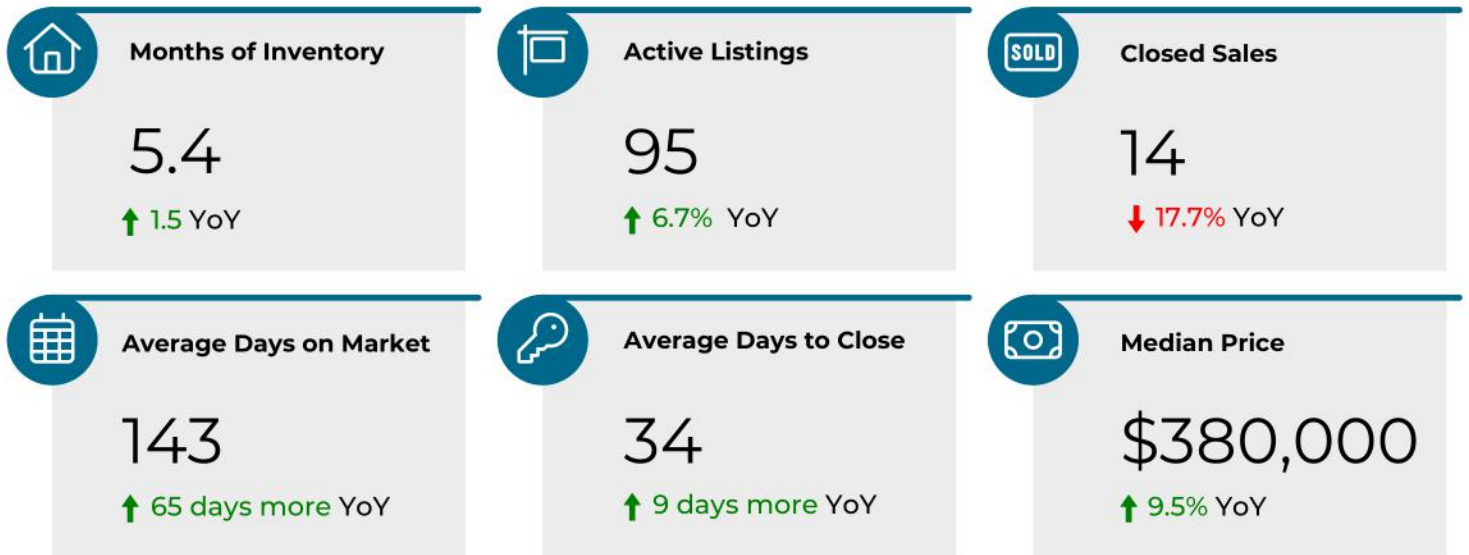 Months of Inventory
5.4
↑ 1.5 YoY
Active Listings
95
↑ 6.7% YoY
SOLD
Closed Sales
14
↓ 17.7% YoY
Average Days on Market
143
↑ 65 days more YoY
Average Days to Close
34
↑ 9 days more YoY
Median Price
$380,000
↑ 9.5% YoY